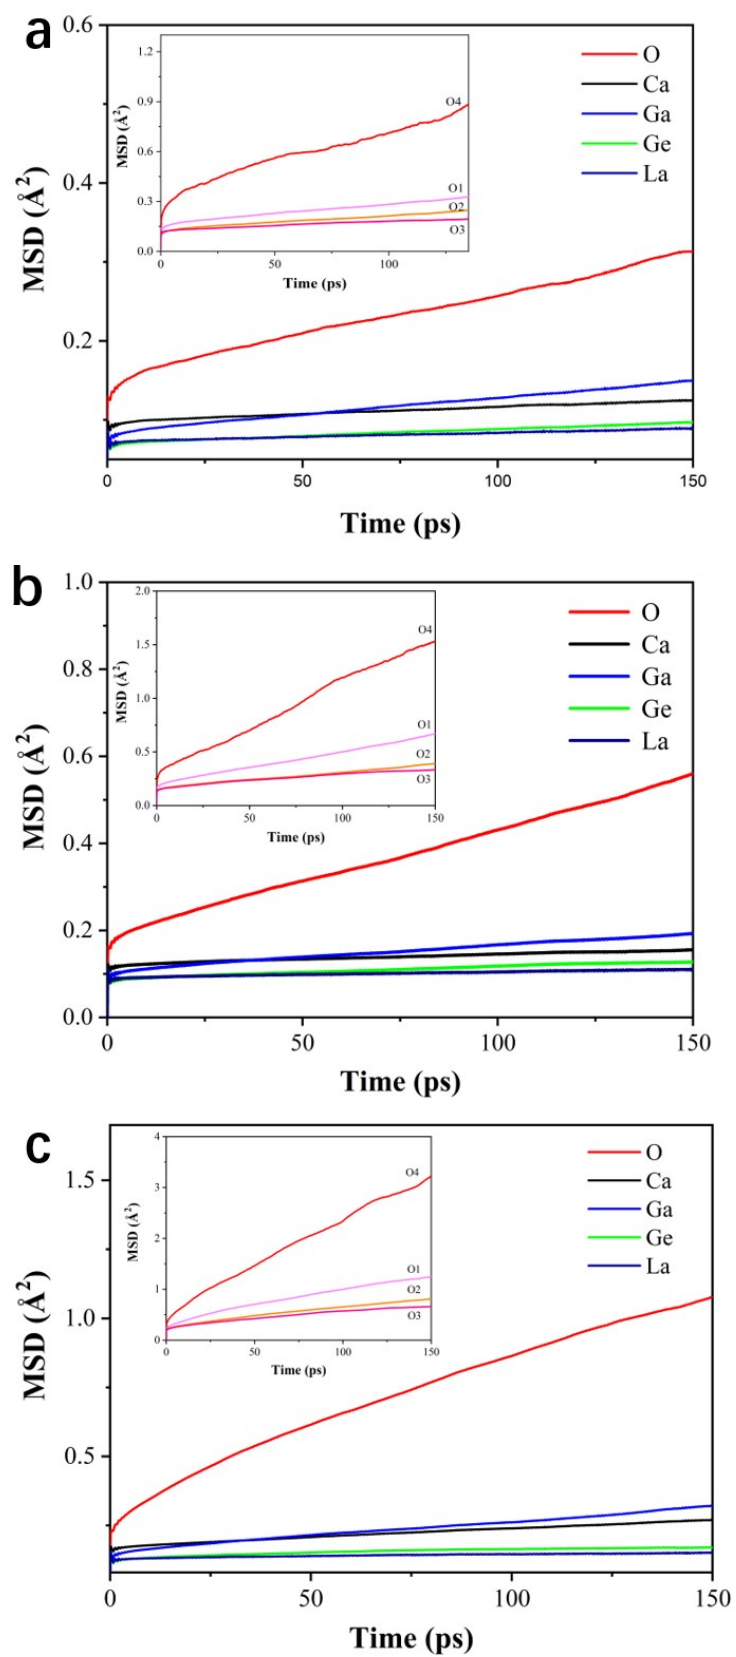 a
0.6
0.4
0.2
MSD (Å²)
0
50
100
150
Time (ps)
O
Ca
Ga
Ge
La
1.2
0.9
0.6
0.3
0.0
MSD (Å²)
O4
O1
O2
O3
0
50
100
Time (ps)
b
1.0
0.8
0.6
0.4
0.2
0.0
MSD (Å²)
0
50
100
150
Time (ps)
O
Ca
Ga
Ge
La
2.0
1.5
1.0
0.5
0.0
MSD (Å²)
O4
O1
O2
O3
0
50
100
150
Time (ps)
c
1.5
1.0
0.5
MSD (Å²)
0
50
100
150
Time (ps)
O
Ca
Ga
Ge
La
4
3
2
1
0
MSD (Å²)
O4
O1
O2
O3
0
50
100
150
Time (ps)